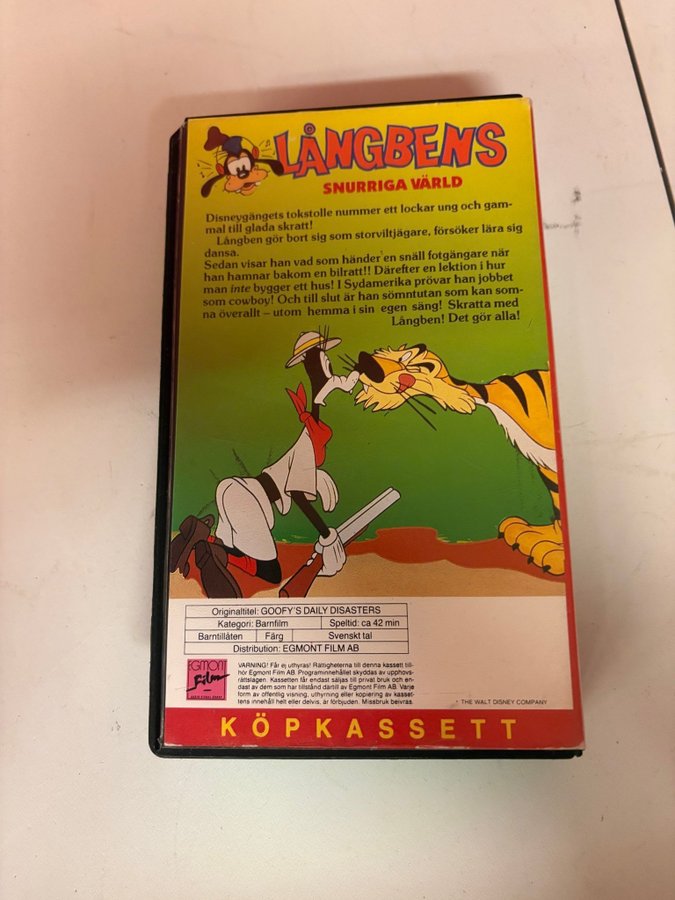 LÅNGBENS
SNURRIGA VÄRLD
Disneygängets tokstolle nummer ett lockar ung och gam-
mal till glada skratt!
Långben gör bort sig som storviltjägare, försöker lära sig
dansa.
Sedan visar han vad som händer en snäll fotgängare när
han hamnar bakom en bilratt!! Därefter en lektion i hur
man inte bygger ett hus! I Sydamerika prövar han jobbet
som cowboy! Och till slut är han sömntutan som kan som-
na överallt – utom hemma i sin egen säng! Skratta med
Långben! Det gör alla!
Originaltitel: GOOFY'S DAILY DISASTERS
Kategori: Barnfilm Speltid: ca 42 min
Barntillåten Färg Svenskt tal
Distribution: EGMONT FILM AB
EGMONT
Film
VARNING! Får ej uthyras! Rättigheterna till denna kassett till-
hör Egmont Film AB. Programinnehållet skyddas av upphovs-
rättslagen. Kassetten får endast säljas till privat bruk och en-
dast av dem som har tillstånd därtill av Egmont Film AB. Varje
form av offentlig visning, uthyrning eller kopiering av kasset-
tens innehåll helt eller delvis, är förbjuden. Missbruk beivras.
THE WALT DISNEY COMPANY
KÖPKASSETT